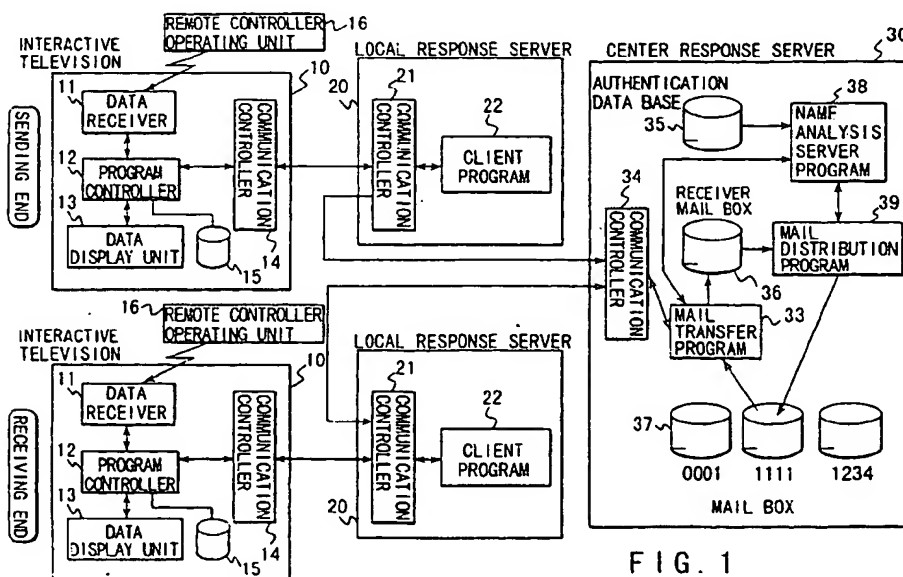 REMOTE CONTROLLER
OPERATING UNIT
16
INTERACTIVE
TELEVISION
10
SENDING END
11
DATA
RECEIVER
12
PROGRAM
CONTROLLER
13
DATA
DISPLAY UNIT
15
COMMUNICATION
CONTROLLER
14
LOCAL RESPONSE SERVER
20
21
COMMUNICATION
CONTROLLER
22
CLIENT
PROGRAM
CENTER RESPONSE SERVER
30
AUTHENTICATION
DATA BASE
35
38
NAME
ANALYSIS
SERVER
PROGRAM
34
COMMUNICATION
CONTROLLER
RECEIVER
MAIL BOX
36
39
MAIL
DISTRIBUTION
PROGRAM
33
MAIL
TRANSFER
PROGRAM
37
0001
1111
1234
MAIL BOX
16
REMOTE CONTROLLER
OPERATING UNIT
INTERACTIVE
TELEVISION
10
RECEIVING END
11
DATA
RECEIVER
12
PROGRAM
CONTROLLER
13
DATA
DISPLAY UNIT
15
COMMUNICATION
CONTROLLER
14
LOCAL RESPONSE SERVER
21
COMMUNICATION
CONTROLLER
22
CLIENT
PROGRAM
20
FIG. 1